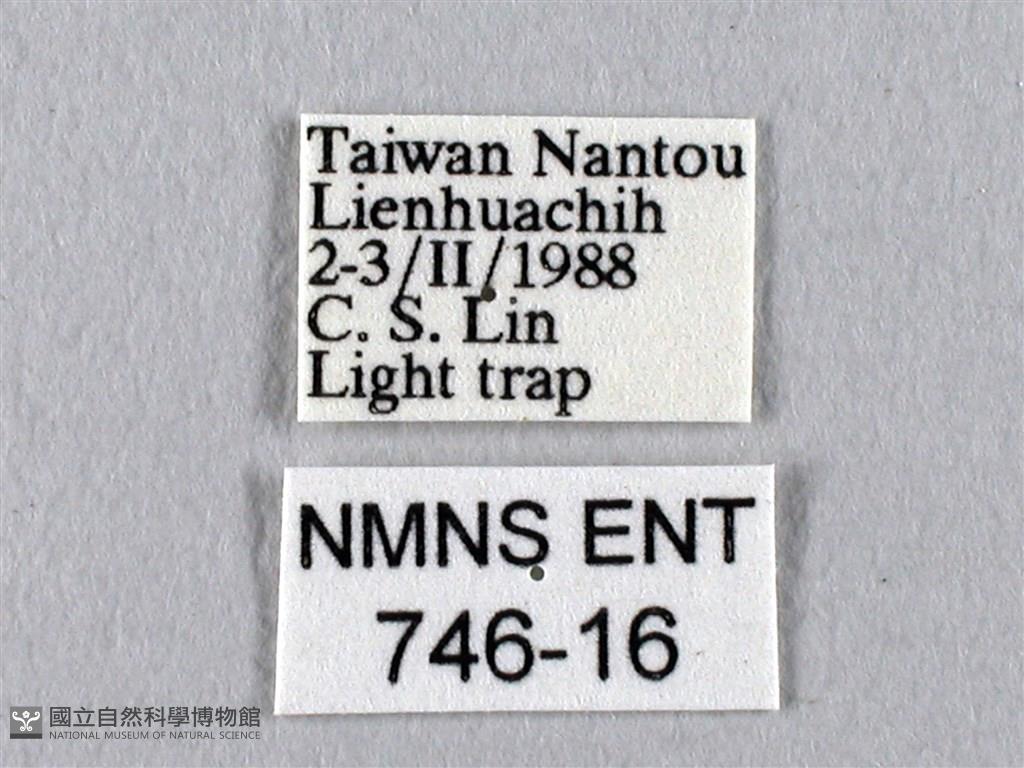 Taiwan Nantou
Lienhuachih
2-3/II/1988
C. S. Lin
Light trap
NMNS ENT
746-16
國立自然科學博物館
NATIONAL MUSEUM OF NATURAL SCIENCE